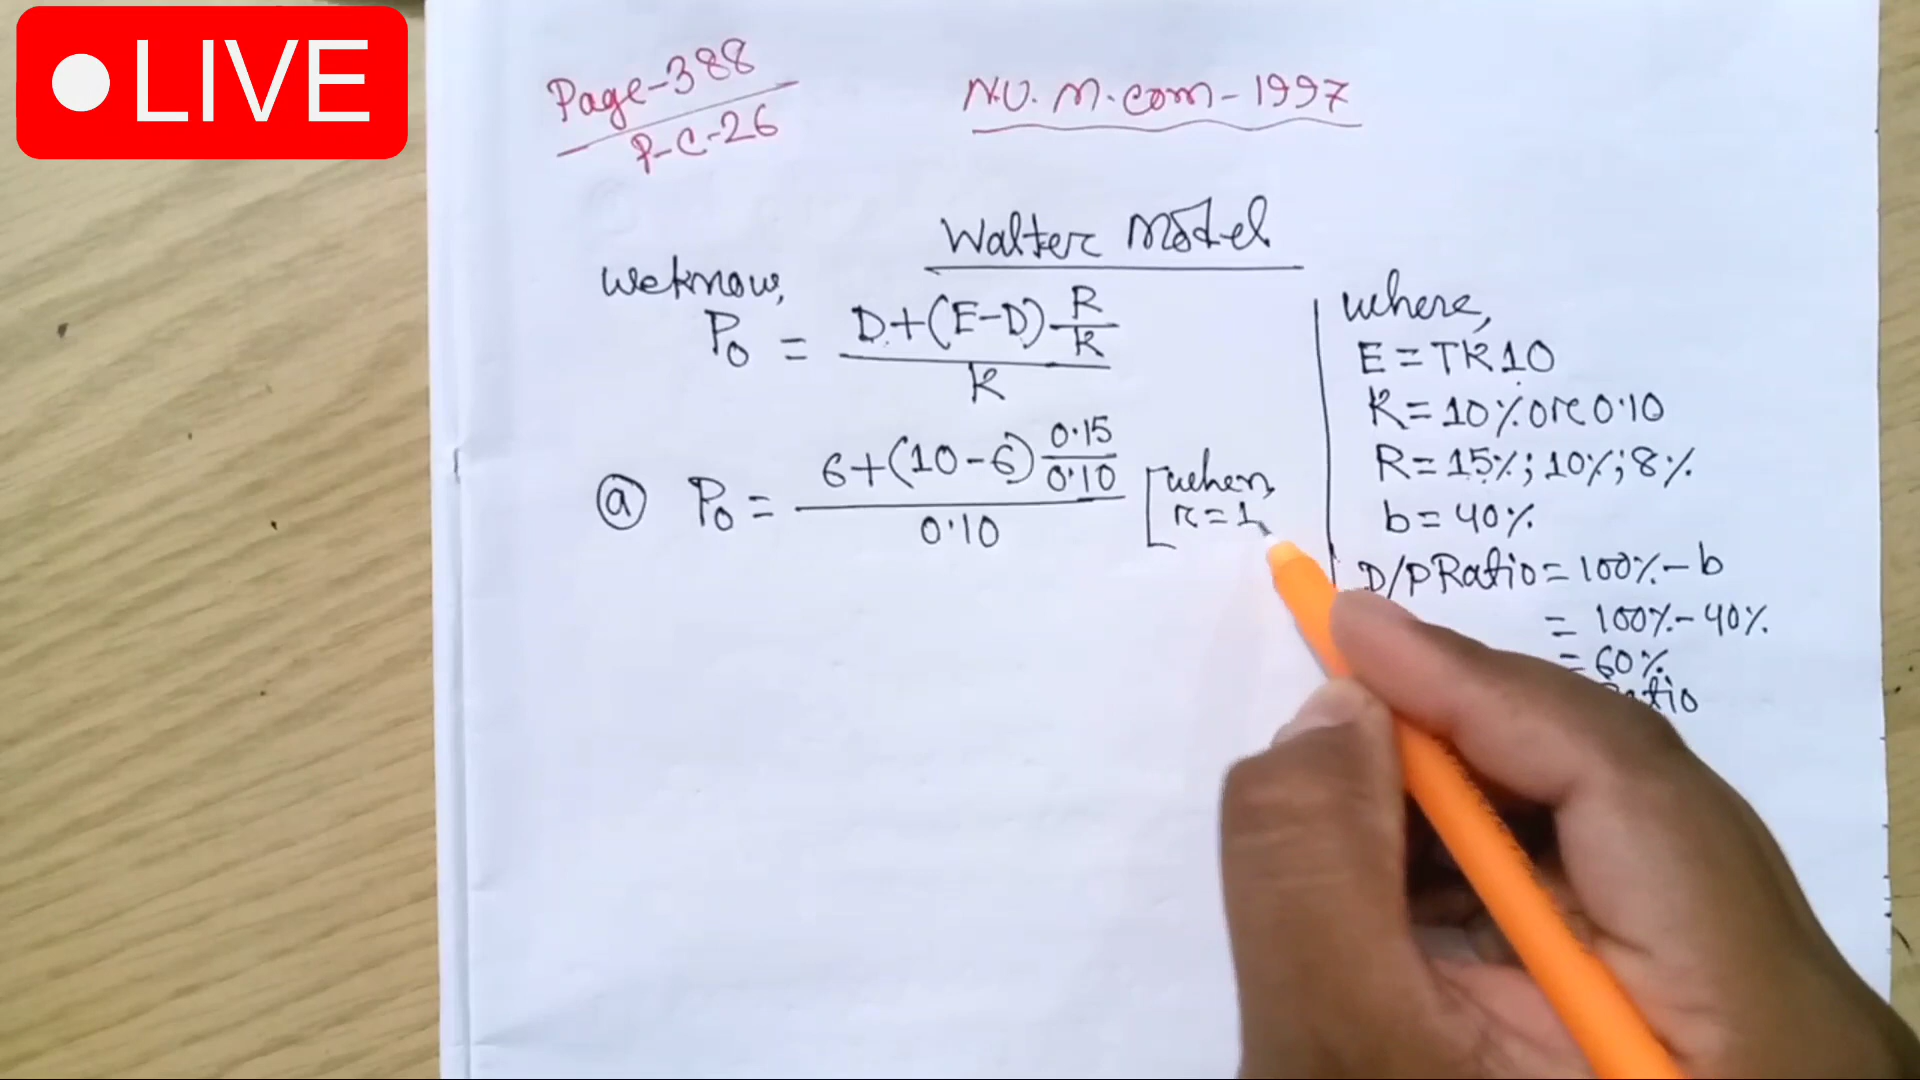 LIVE
Page-388
P-C-26
N.U. M.com-1997
Walter Model
we know,
P₀ = D+(E-D) R/K / K
ⓐ P₀ = 6+(10-6) 0.15/0.10 / 0.10 [when,
r=1
where,
E=TK10
K=10% or 0.10
R=15%; 10%; 8%
b=40%
D/P Ratio = 100%-b
= 100%-40%
= 60%